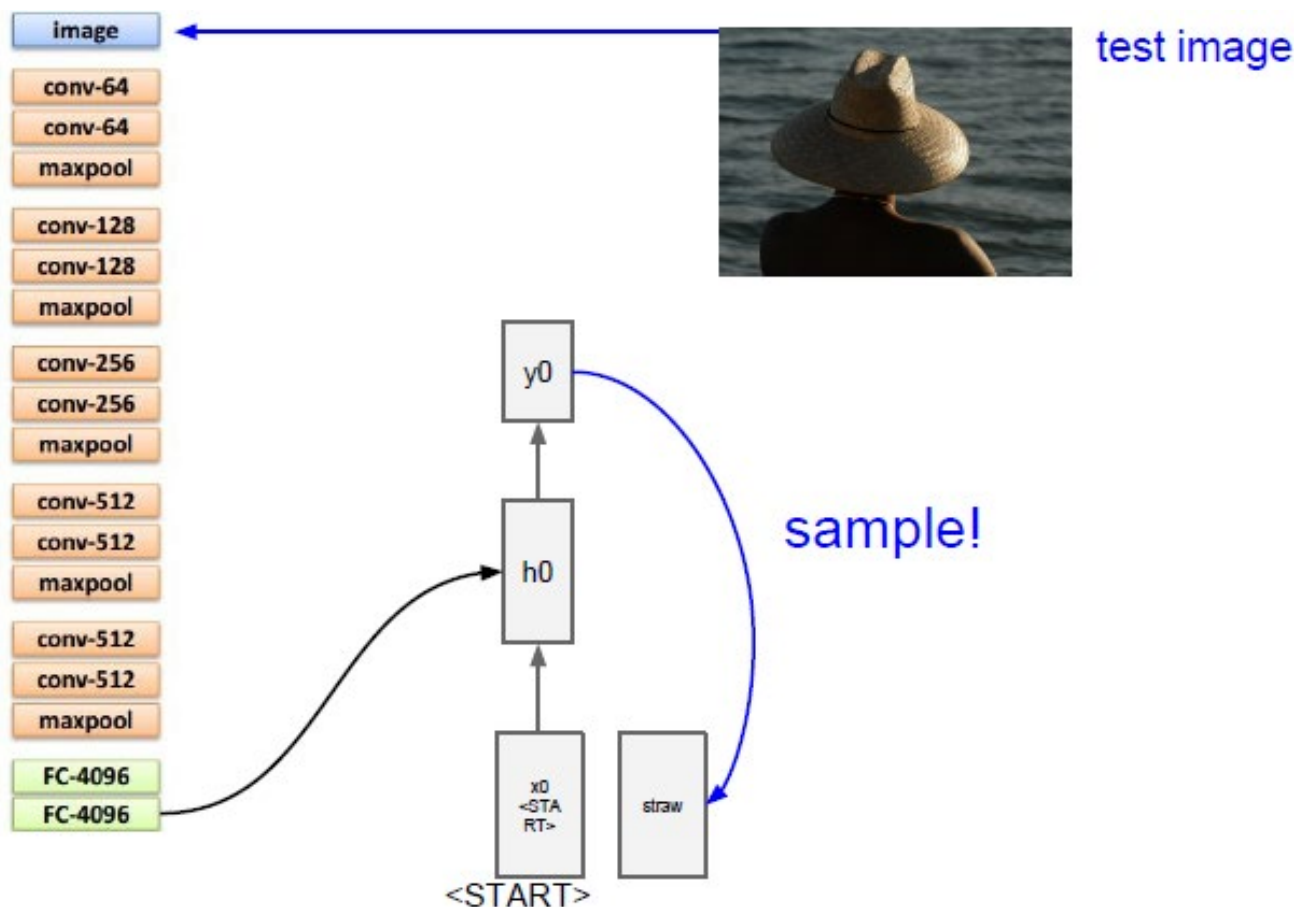 image
conv-64
conv-64
maxpool
conv-128
conv-128
maxpool
conv-256
conv-256
maxpool
conv-512
conv-512
maxpool
conv-512
conv-512
maxpool
FC-4096
FC-4096
test image
y0
sample!
h0
x0
<STA
RT>
straw
<START>